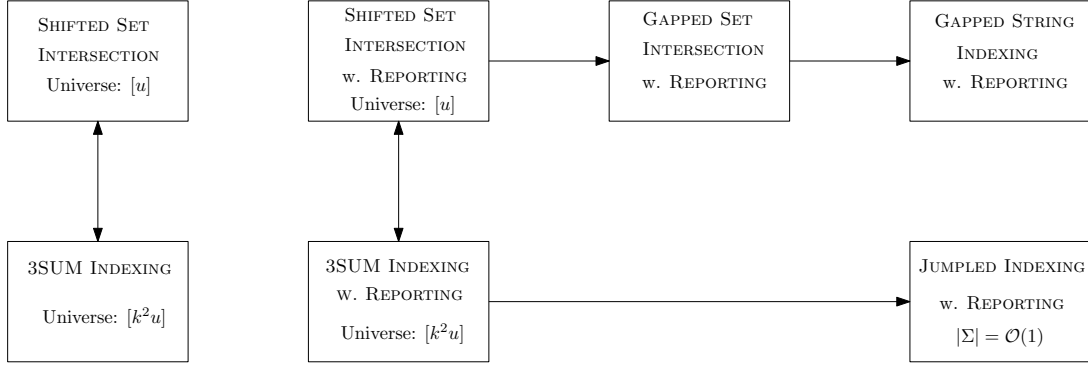 SHIFTED SET
INTERSECTION
Universe: [u]
SHIFTED SET
INTERSECTION
W. REPORTING
Universe: [u]
GAPPED SET
INTERSECTION
W. REPORTING
GAPPED STRING
INDEXING
W. REPORTING
3SUM INDEXING
Universe: [k²u]
3SUM INDEXING
W. REPORTING
Universe: [k²u]
JUMPLED INDEXING
W. REPORTING
|Σ| = 𝒪(1)